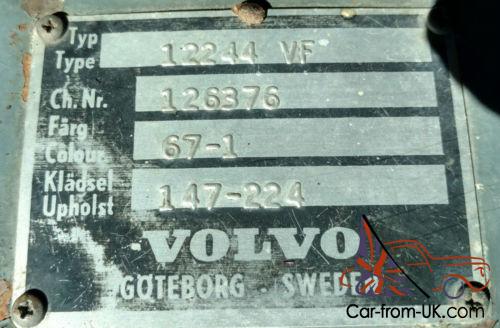 Typ
Type 12244 VF
Ch. Nr. 126376
Färg
Colour 67-1
Klädsel
Upholst 147-224
VOLVO
GÖTEBORG . SWEDEN
Car-from-UK.com